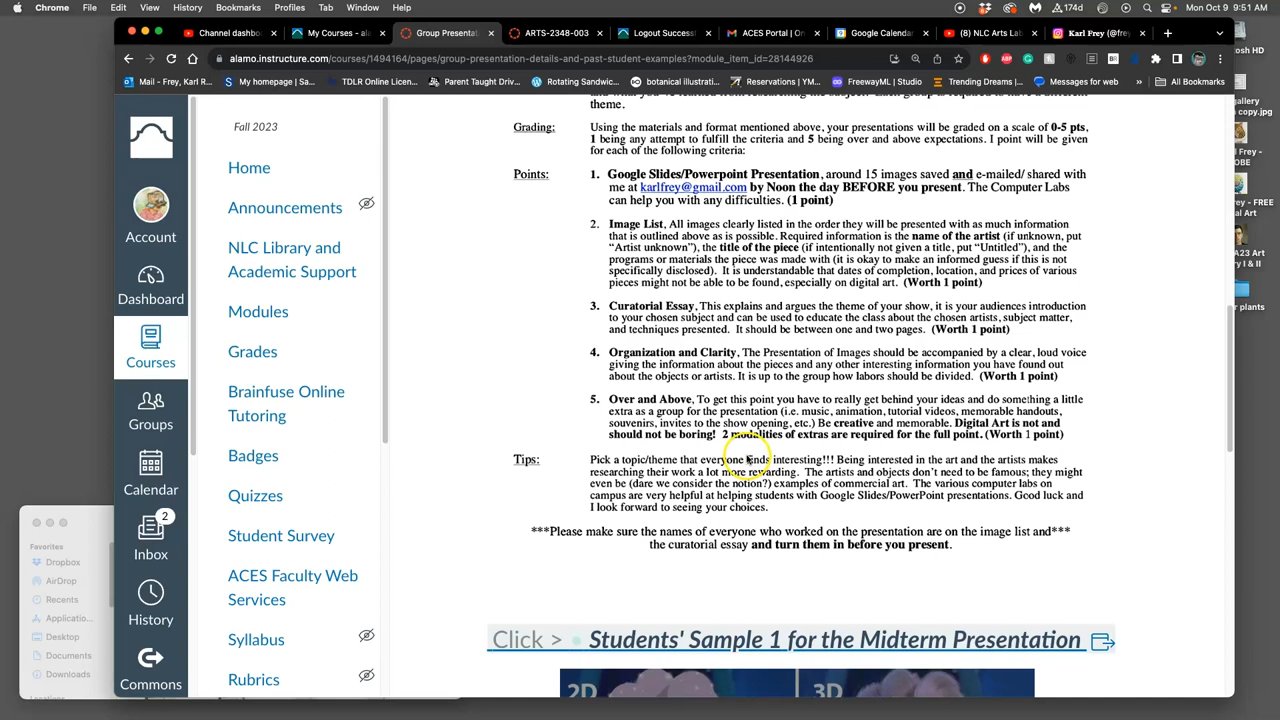 Chrome File Edit View History Bookmarks Profiles Tab Window Help 174d Mon Oct 9 9:51 AM
Channel dashbo My Courses - ala Group Presentat ARTS-2348-003 Logout Successf ACES Portal | On Google Calendar (8) NLC Arts Lab Karl Frey (@frey
alamo.instructure.com/courses/1494164/pages/group-presentation-details-and-past-student-examples?module_item_id=28144926
Mail - Frey, Karl R... My homepage | Sa... TDLR Online Licen... Parent Taught Driv... Rotating Swordfis... botanical illustrati... Reservations | YM... FreewayML | Studio Trending Dreams |... Messages for web All Bookmarks
Fall 2023
Home
Announcements
NLC Library and
Academic Support
Modules
Grades
Brainfuse Online
Tutoring
Badges
Quizzes
Student Survey
ACES Faculty Web
Services
Syllabus
Rubrics
Account
Dashboard
Courses
Groups
Calendar
2
Inbox
History
Commons
theme.
Grading: Using the materials and format mentioned above, your presentations will be graded on a scale of 0-5 pts,
1 being any attempt to fulfill the criteria and 5 being over and above expectations. 1 point will be given
for each of the following criteria:
Points: 1. Google Slides/Powerpoint Presentation, around 15 images saved and e-mailed/ shared with
me at karlfrey@gmail.com by Noon the day BEFORE you present. The Computer Labs
can help you with any difficulties. (1 point)
2. Image List, All images clearly listed in the order they will be presented with as much information
that is outlined above as is possible. Required information is the name of the artist (if unknown, put
“Artist unknown”), the title of the piece (if intentionally not given a title, put “Untitled”), and the
programs or materials the piece was made with (it is okay to make an informed guess if this is not
specifically disclosed). It is understandable that dates of completion, location, and prices of various
pieces might not be able to be found, especially on digital art. (Worth 1 point)
3. Curatorial Essay, This explains and argues the theme of your show, it is your audiences introduction
to your chosen subject and can be used to educate the class about the chosen artists, subject matter,
and techniques presented. It should be between one and two pages. (Worth 1 point)
4. Organization and Clarity, The Presentation of Images should be accompanied by a clear, loud voice
giving the information about the pieces and any other interesting information you have found out
about the objects or artists. It is up to the group how labors should be divided. (Worth 1 point)
5. Over and Above, To get this point you have to really get behind your ideas and do something a little
extra as a group for the presentation (i.e. music, animation, tutorial videos, memorable handouts,
souvenirs, invites to the show opening, etc.) Be creative and memorable. Digital Art is not and
should not be boring! 2 modalities of extras are required for the full point. (Worth 1 point)
Tips: Pick a topic/theme that everyone finds interesting!!! Being interested in the art and the artists makes
researching their work a lot more rewarding. The artists and objects don’t need to be famous; they might
even be (dare we consider the notion?) examples of commercial art. The various computer labs on
campus are very helpful at helping students with Google Slides/PowerPoint presentations. Good luck and
I look forward to seeing your choices.
***Please make sure the names of everyone who worked on the presentation are on the image list and***
the curatorial essay and turn them in before you present.
Click > Students' Sample 1 for the Midterm Presentation
2D 3D
Favorites
Dropbox
AirDrop
Recents
Applicatio...
Desktop
Documents
Downloads